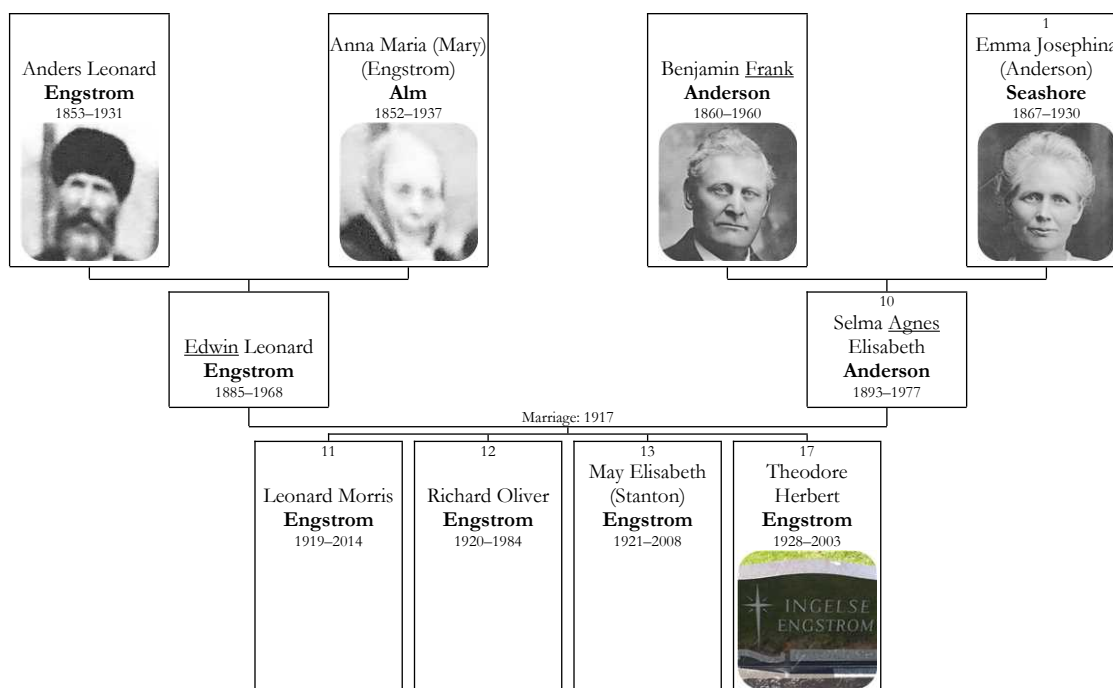 Anders Leonard
Engstrom
1853–1931
Anna Maria (Mary)
(Engstrom)
Alm
1852–1937
Benjamin Frank
Anderson
1860–1960
1
Emma Josephina
(Anderson)
Seashore
1867–1930
Edwin Leonard
Engstrom
1885–1968
10
Selma Agnes
Elisabeth
Anderson
1893–1977
Marriage: 1917
11
Leonard Morris
Engstrom
1919–2014
12
Richard Oliver
Engstrom
1920–1984
13
May Elisabeth
(Stanton)
Engstrom
1921–2008
17
Theodore
Herbert
Engstrom
1928–2003
INGELSE
ENGSTROM